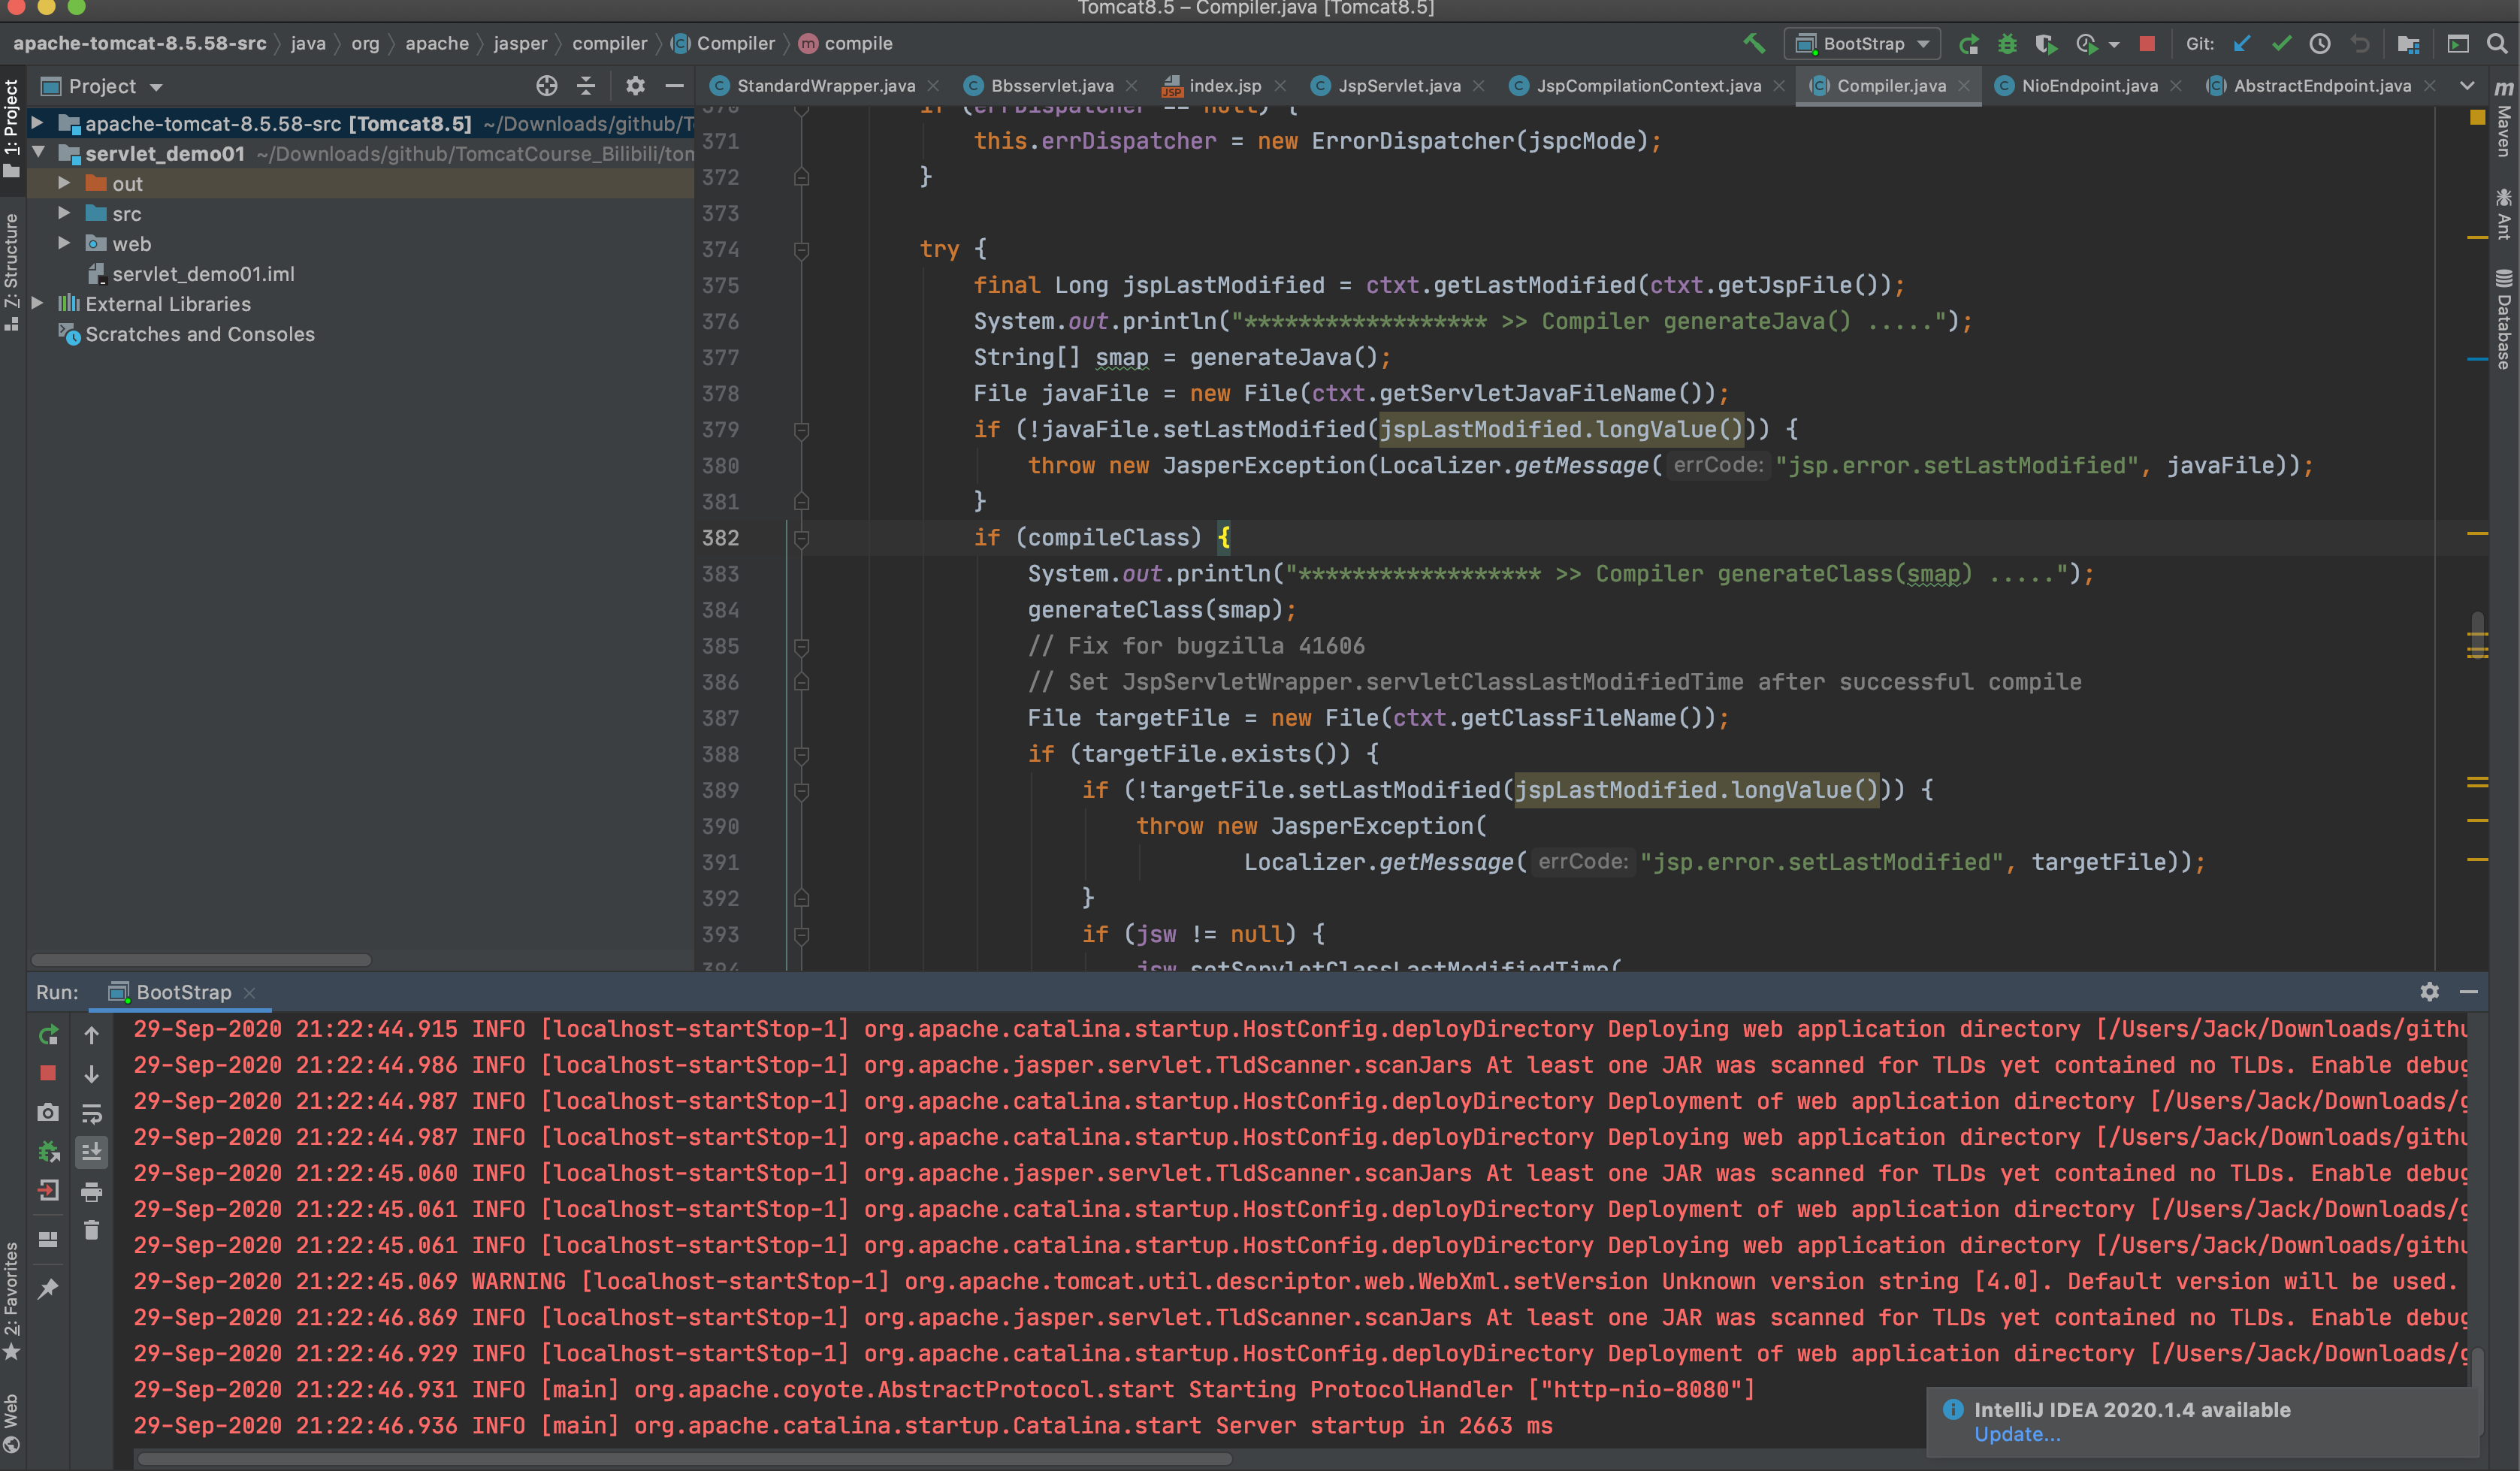 Tomcat8.5 – Compiler.java [Tomcat8.5]
apache-tomcat-8.5.58-src java org apache jasper compiler Compiler compile
BootStrap Git:
Project
StandardWrapper.java Bbsservlet.java index.jsp JspServlet.java JspCompilationContext.java Compiler.java NioEndpoint.java AbstractEndpoint.java
1: Project
Z: Structure
2: Favorites
Web
Maven
Ant
Database
apache-tomcat-8.5.58-src [Tomcat8.5] ~/Downloads/github/T
servlet_demo01 ~/Downloads/github/TomcatCourse_Bilibili/tom
out
src
web
servlet_demo01.iml
External Libraries
Scratches and Consoles
370 if (errDispatcher == null) {
371 this.errDispatcher = new ErrorDispatcher(jspcMode);
372 }
373
374 try {
375 final Long jspLastModified = ctxt.getLastModified(ctxt.getJspFile());
376 System.out.println("****************** >> Compiler generateJava() .....");
377 String[] smap = generateJava();
378 File javaFile = new File(ctxt.getServletJavaFileName());
379 if (!javaFile.setLastModified(jspLastModified.longValue())) {
380 throw new JasperException(Localizer.getMessage( errCode: "jsp.error.setLastModified", javaFile));
381 }
382 if (compileClass) {
383 System.out.println("****************** >> Compiler generateClass(smap) .....");
384 generateClass(smap);
385 // Fix for bugzilla 41606
386 // Set JspServletWrapper.servletClassLastModifiedTime after successful compile
387 File targetFile = new File(ctxt.getClassFileName());
388 if (targetFile.exists()) {
389 if (!targetFile.setLastModified(jspLastModified.longValue())) {
390 throw new JasperException(
391 Localizer.getMessage( errCode: "jsp.error.setLastModified", targetFile));
392 }
393 if (jsw != null) {
394 jsw.setServletClassLastModifiedTime(
Run: BootStrap
29-Sep-2020 21:22:44.915 INFO [localhost-startStop-1] org.apache.catalina.startup.HostConfig.deployDirectory Deploying web application directory [/Users/Jack/Downloads/githu
29-Sep-2020 21:22:44.986 INFO [localhost-startStop-1] org.apache.jasper.servlet.TldScanner.scanJars At least one JAR was scanned for TLDs yet contained no TLDs. Enable debug
29-Sep-2020 21:22:44.987 INFO [localhost-startStop-1] org.apache.catalina.startup.HostConfig.deployDirectory Deployment of web application directory [/Users/Jack/Downloads/g
29-Sep-2020 21:22:44.987 INFO [localhost-startStop-1] org.apache.catalina.startup.HostConfig.deployDirectory Deploying web application directory [/Users/Jack/Downloads/githu
29-Sep-2020 21:22:45.060 INFO [localhost-startStop-1] org.apache.jasper.servlet.TldScanner.scanJars At least one JAR was scanned for TLDs yet contained no TLDs. Enable debug
29-Sep-2020 21:22:45.061 INFO [localhost-startStop-1] org.apache.catalina.startup.HostConfig.deployDirectory Deployment of web application directory [/Users/Jack/Downloads/g
29-Sep-2020 21:22:45.061 INFO [localhost-startStop-1] org.apache.catalina.startup.HostConfig.deployDirectory Deploying web application directory [/Users/Jack/Downloads/githu
29-Sep-2020 21:22:45.069 WARNING [localhost-startStop-1] org.apache.tomcat.util.descriptor.web.WebXml.setVersion Unknown version string [4.0]. Default version will be used.
29-Sep-2020 21:22:46.869 INFO [localhost-startStop-1] org.apache.jasper.servlet.TldScanner.scanJars At least one JAR was scanned for TLDs yet contained no TLDs. Enable debug
29-Sep-2020 21:22:46.929 INFO [localhost-startStop-1] org.apache.catalina.startup.HostConfig.deployDirectory Deployment of web application directory [/Users/Jack/Downloads/g
29-Sep-2020 21:22:46.931 INFO [main] org.apache.coyote.AbstractProtocol.start Starting ProtocolHandler ["http-nio-8080"]
29-Sep-2020 21:22:46.936 INFO [main] org.apache.catalina.startup.Catalina.start Server startup in 2663 ms
IntelliJ IDEA 2020.1.4 available
Update...